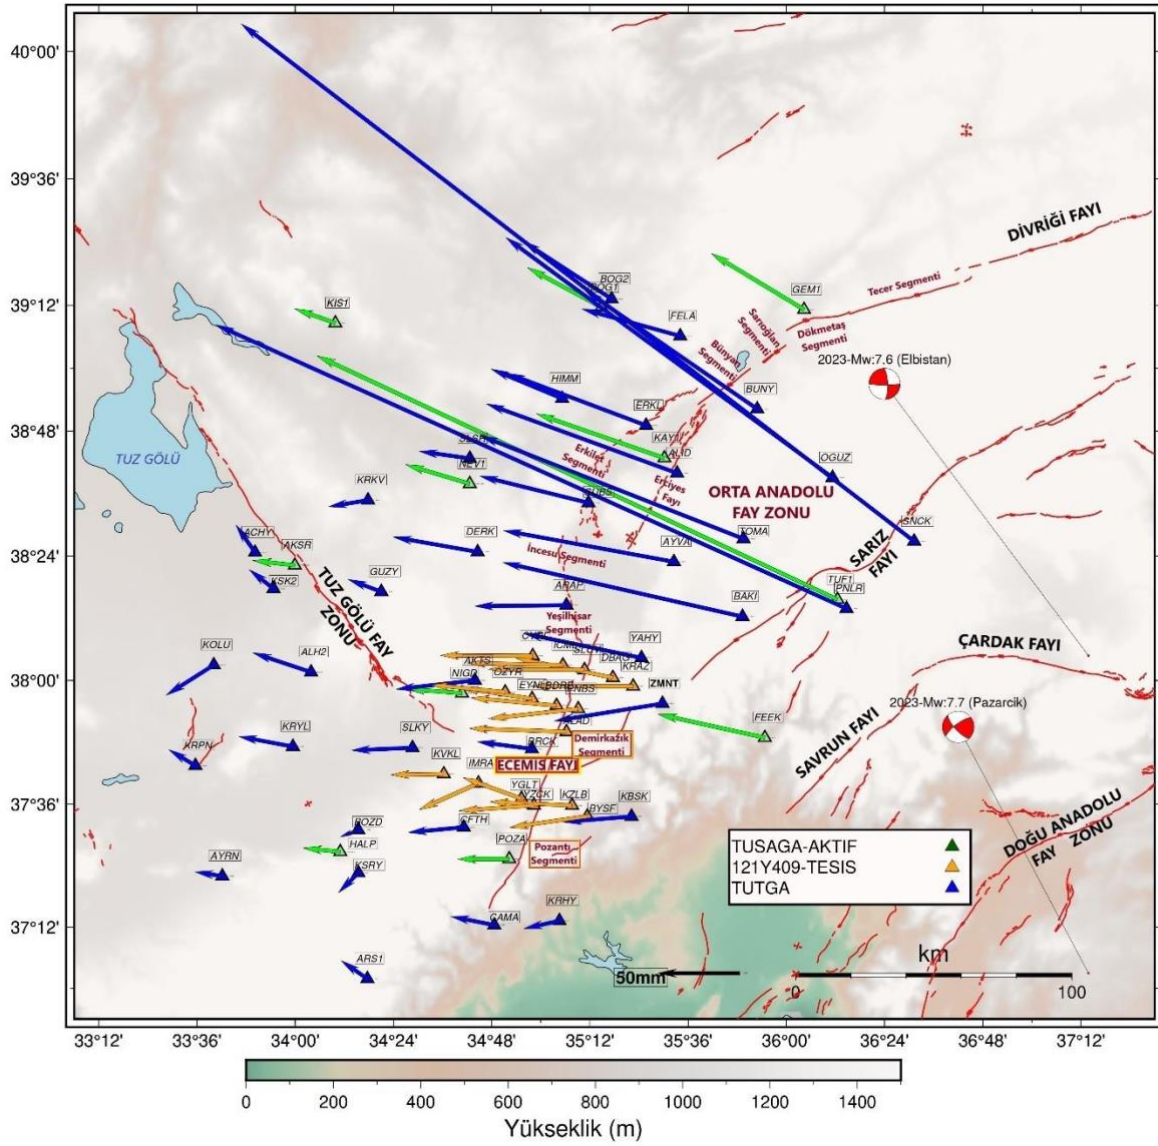 40°00'
39°36'
39°12'
38°48'
38°24'
38°00'
37°36'
37°12'
DİVRİĞİ FAYI
Tecer Segmenti
BOG2
BOG1
GEM1
KIS1
FELA
Sarıoğlan
Segmenti
Dökmetaş
Segmenti
Bünyan
Segmenti
2023-Mw:7.6 (Elbistan)
HIMM
BUNY
ERKL
KAY1
TUZ GÖLÜ
NEV1
Erkilet
Segmenti
Erciyes
Fayı
OGUZ
KRKV
ORTA ANADOLU
FAY ZONU
SNCK
TOMA
ACHY
AKSR
DERK
AYVA
SARIZ
FAYI
İncesu Segmenti
KSK2
GUZY
TUF1
PNLR
TUZ GÖLÜ FAY
ZONU
ARAP
BAKI
Yeşilhisar
Segmenti
YAHY
ÇARDAK FAYI
KOLU
ALH2
DBAG
KRAZ
NIGD
OZYR
ZMNT
2023-Mw:7.7 (Pazarcik)
KRYL
SLKY
FEEK
SAVRUN FAYI
KRPN
BRCK
Demirkazık
Segmenti
KVKL
IMRA
ECEMIS FAYI
YGLT
KZLB
BYSF
KBSK
DOĞU ANADOLU
FAY ZONU
BOZD
CFTH
HALP
POZA
Pozantı
Segmenti
AYRN
KSRY
TUSAGA-AKTIF
121Y409-TESIS
TUTGA
CAMA
KRHY
ARS1
50mm
km
0
100
33°12'
33°36'
34°00'
34°24'
34°48'
35°12'
35°36'
36°00'
36°24'
36°48'
37°12'
0
200
400
600
800
1000
1200
1400
Yükseklik (m)